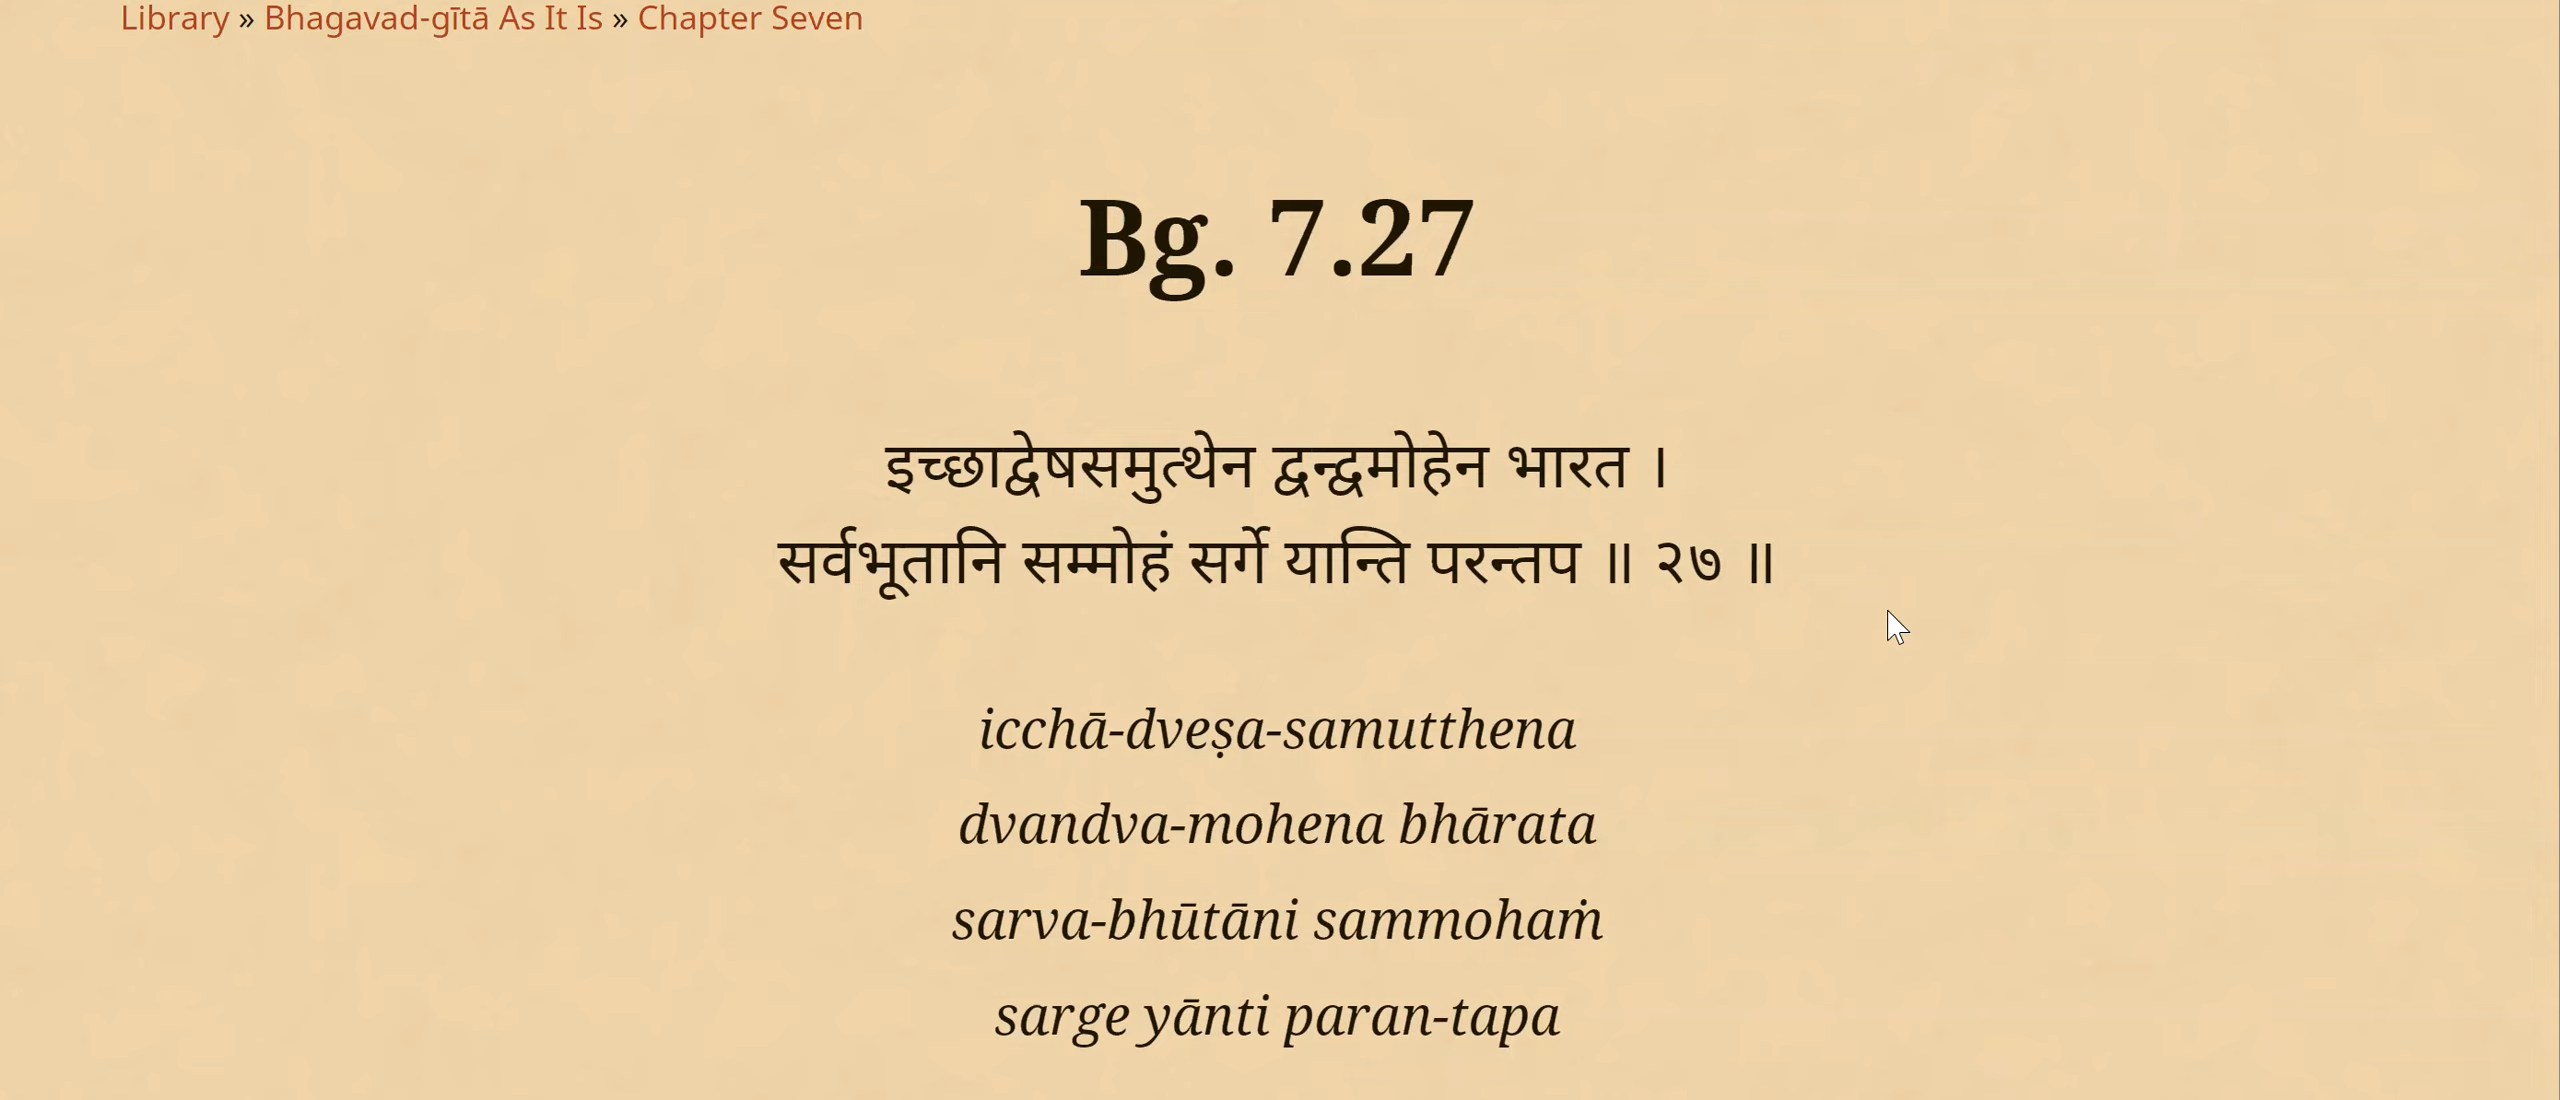 Library » Bhagavad-gītā As It Is » Chapter Seven
Bg. 7.27
इच्छाद्वेषसमुत्थेन द्वन्द्वमोहेन भारत ।
सर्वभूतानि सम्मोहं सर्गे यान्ति परन्तप ॥ २७ ॥
icchā-dveṣa-samutthena
dvandva-mohena bhārata
sarva-bhūtāni sammohaṁ
sarge yānti paran-tapa